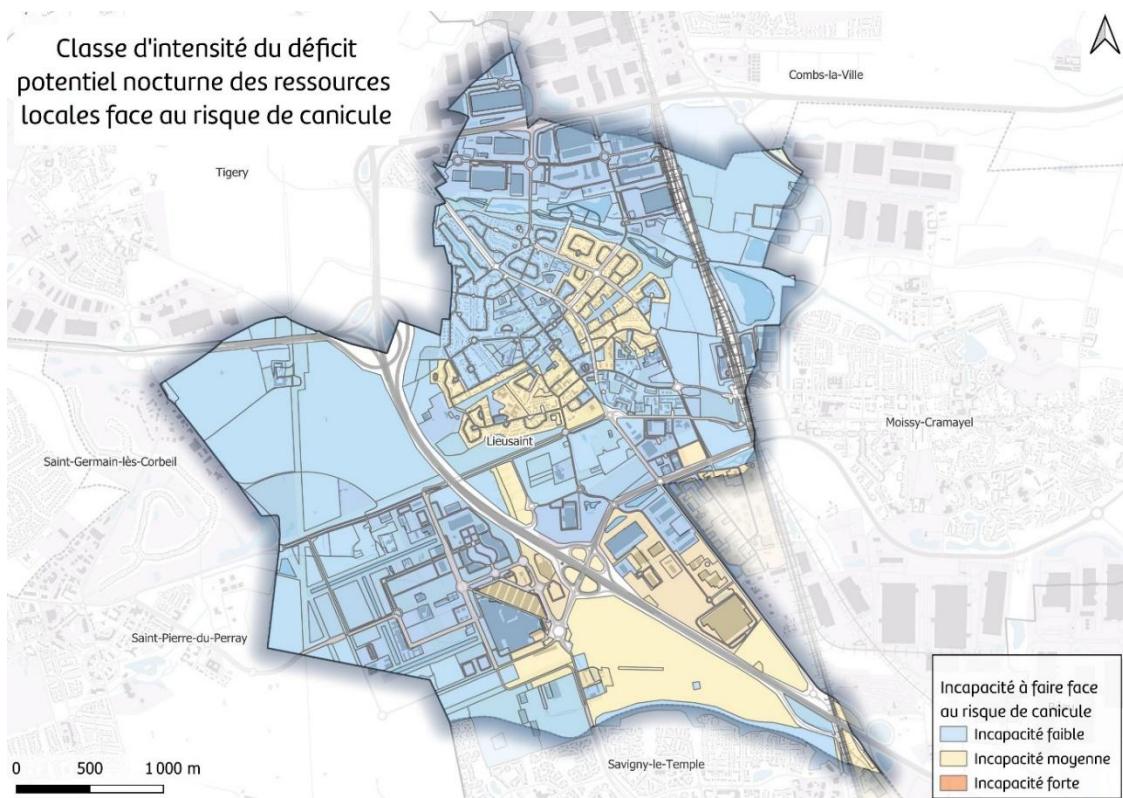 Classe d'intensité du déficit
potentiel nocturne des ressources
locales face au risque de canicule
Combs-la-Ville
Tigery
Moissy-Cramayel
Lieusaint
Saint-Germain-lès-Corbeil
Saint-Pierre-du-Perray
Savigny-le-Temple
Incapacité à faire face
au risque de canicule
Incapacité faible
Incapacité moyenne
Incapacité forte
0 500 1 000 m